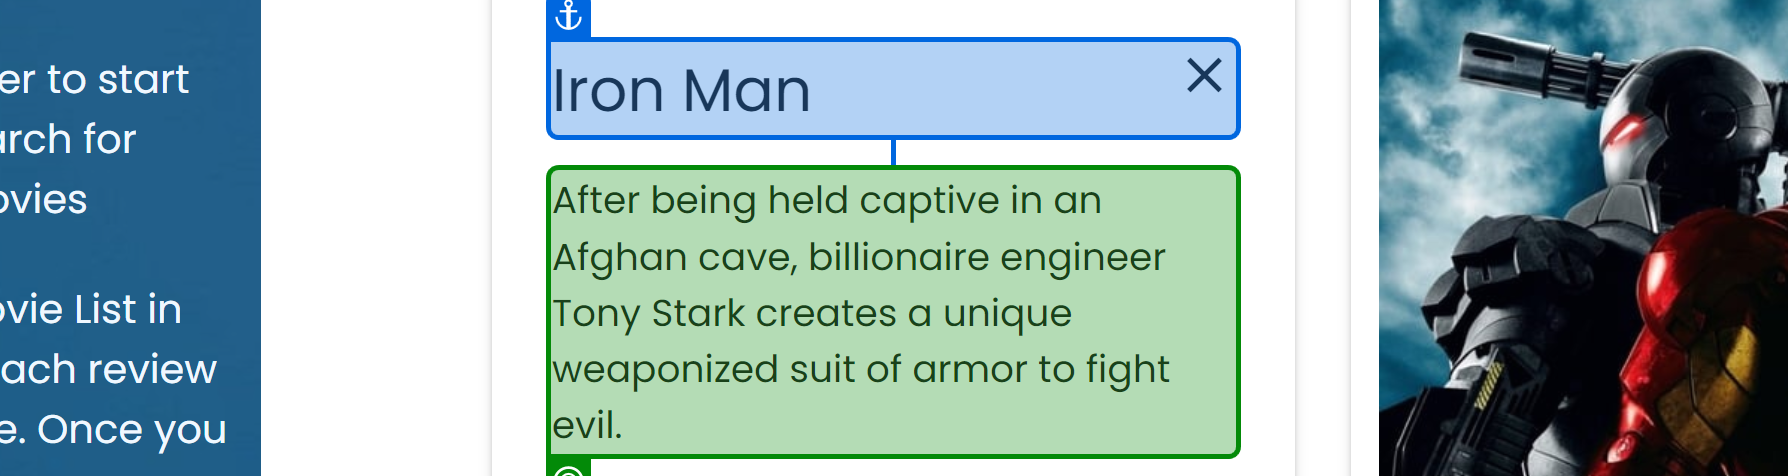 er to start
arch for
ovies
ovie List in
ach review
e. Once you
Iron Man
After being held captive in an
Afghan cave, billionaire engineer
Tony Stark creates a unique
weaponized suit of armor to fight
evil.